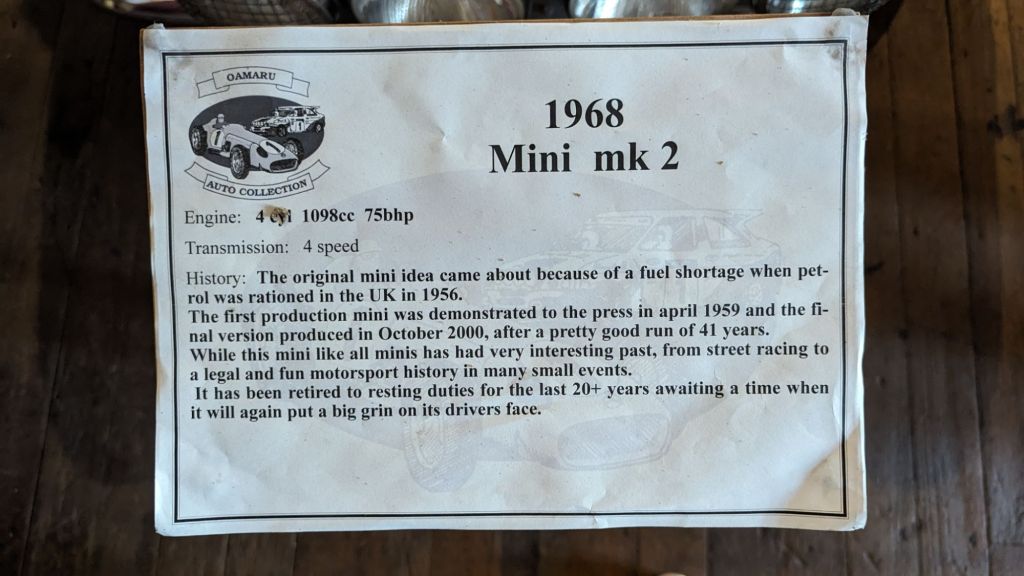 OAMARU
AUTO COLLECTION
1968
Mini mk 2
Engine: 4 cyl 1098cc 75bhp
Transmission: 4 speed
History: The original mini idea came about because of a fuel shortage when pet-
rol was rationed in the UK in 1956.
The first production mini was demonstrated to the press in april 1959 and the fi-
nal version produced in October 2000, after a pretty good run of 41 years.
While this mini like all minis has had very interesting past, from street racing to
a legal and fun motorsport history in many small events.
It has been retired to resting duties for the last 20+ years awaiting a time when
it will again put a big grin on its drivers face.